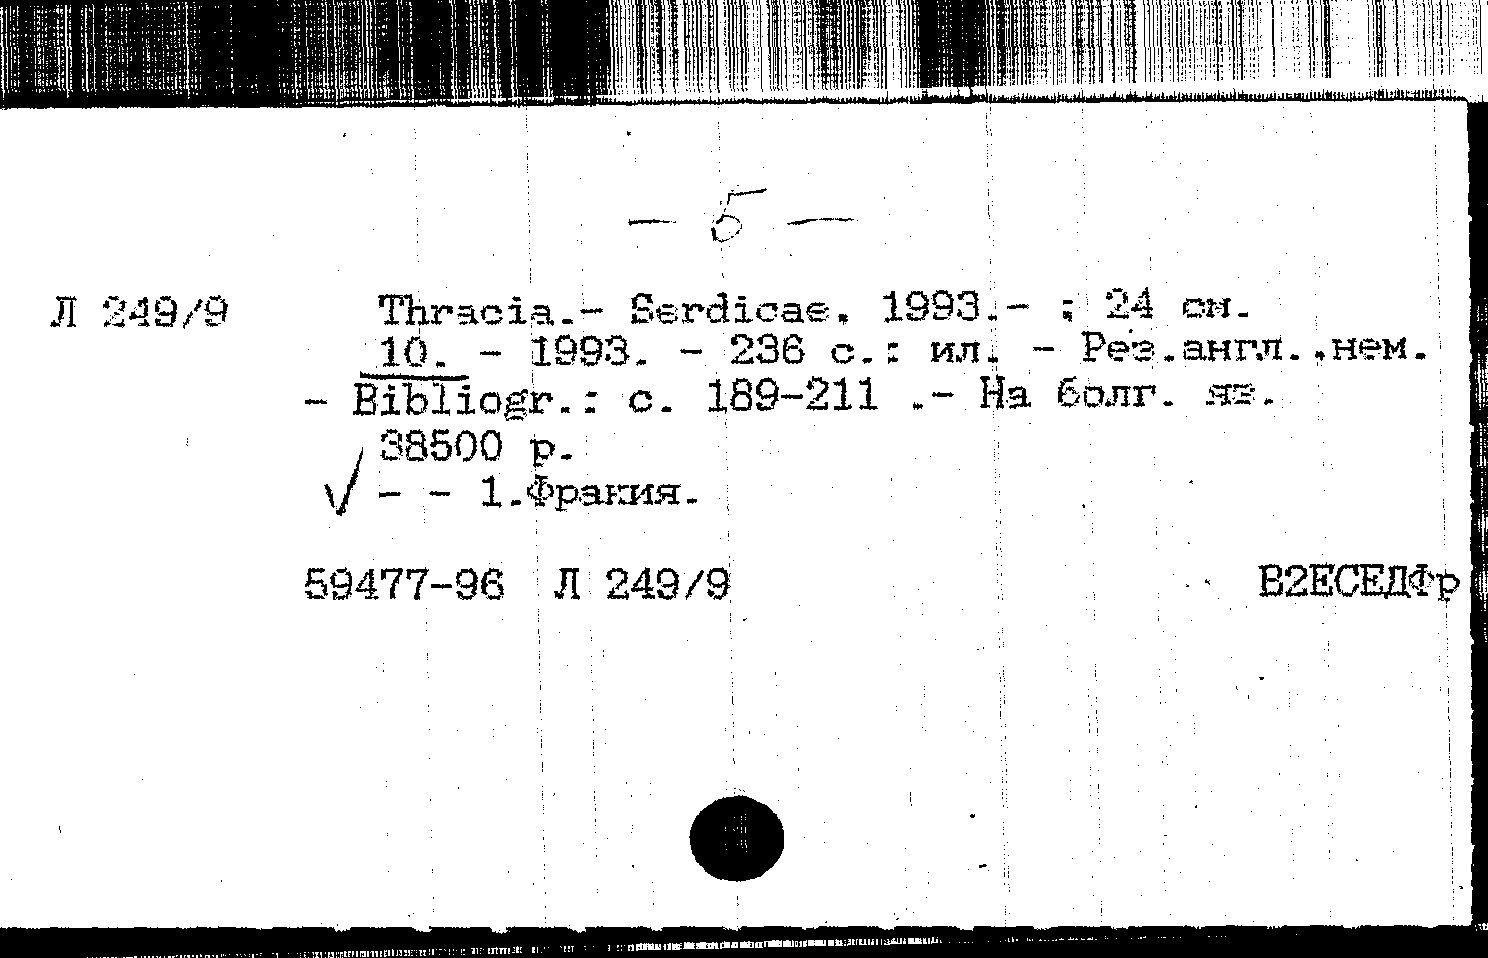 — 5 —
Л 249/9 Thracia.- Serdicae. 1993.- ; 24 см.
10. - 1993. - 236 с.: ил. - Рез.англ.,нем.
- Bibliogr.: с. 189-211 .- На болг. яз.
38500 р.
√ - - 1.Фракия.
59477-96 Л 249/9 В2ЕСЕДФр